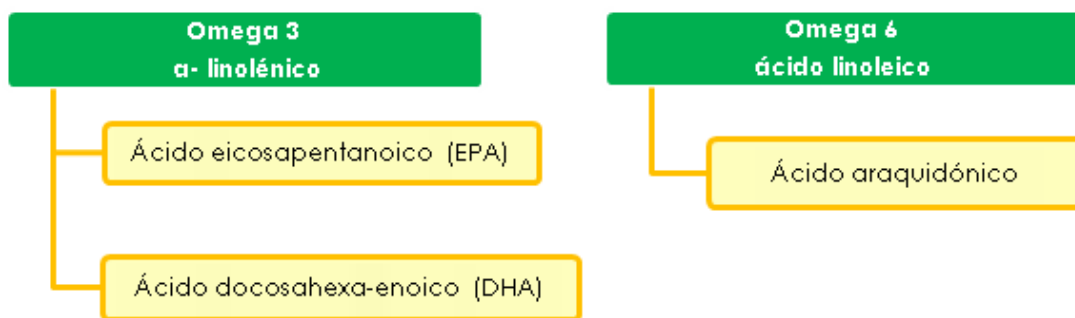 Omega 3
α- linolénico
Ácido eicosapentanoico (EPA)
Ácido docosahexa-enoico (DHA)
Omega 6
ácido linoleico
Ácido araquidónico